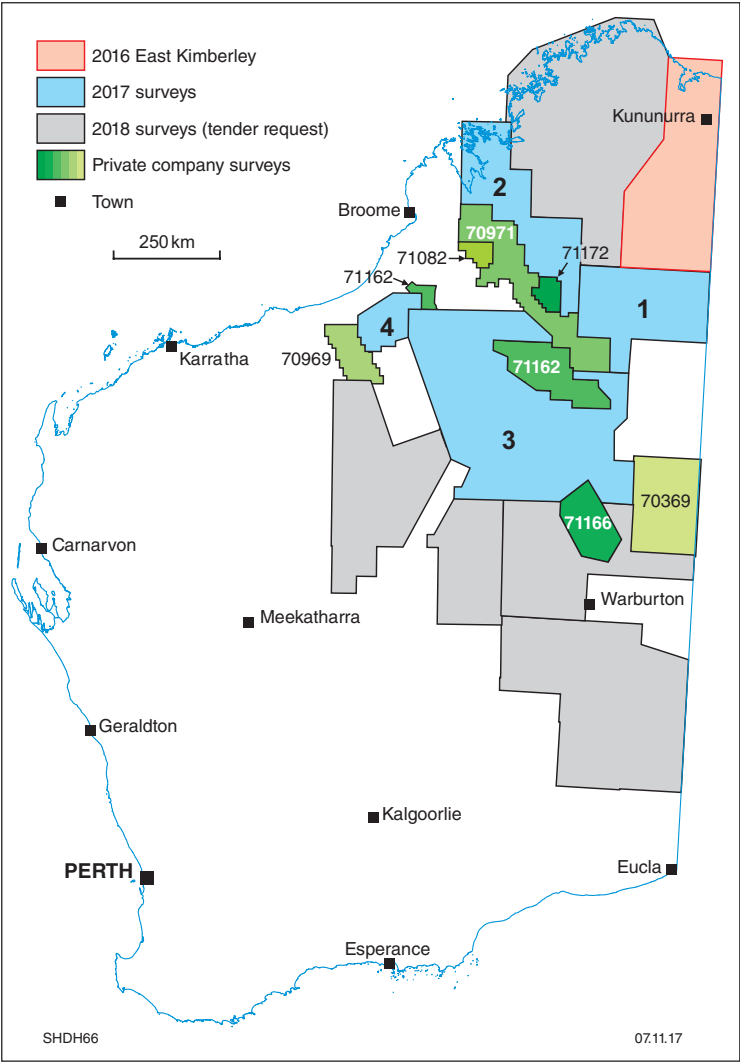 2016 East Kimberley
2017 surveys
2018 surveys (tender request)
Private company surveys
Town
250 km
Kununurra
Broome
2
70971
71082
71172
71162
1
4
Karratha
70969
71162
3
70369
71166
Carnarvon
Warburton
Meekatharra
Geraldton
Kalgoorlie
PERTH
Eucla
Esperance
SHDH66
07.11.17